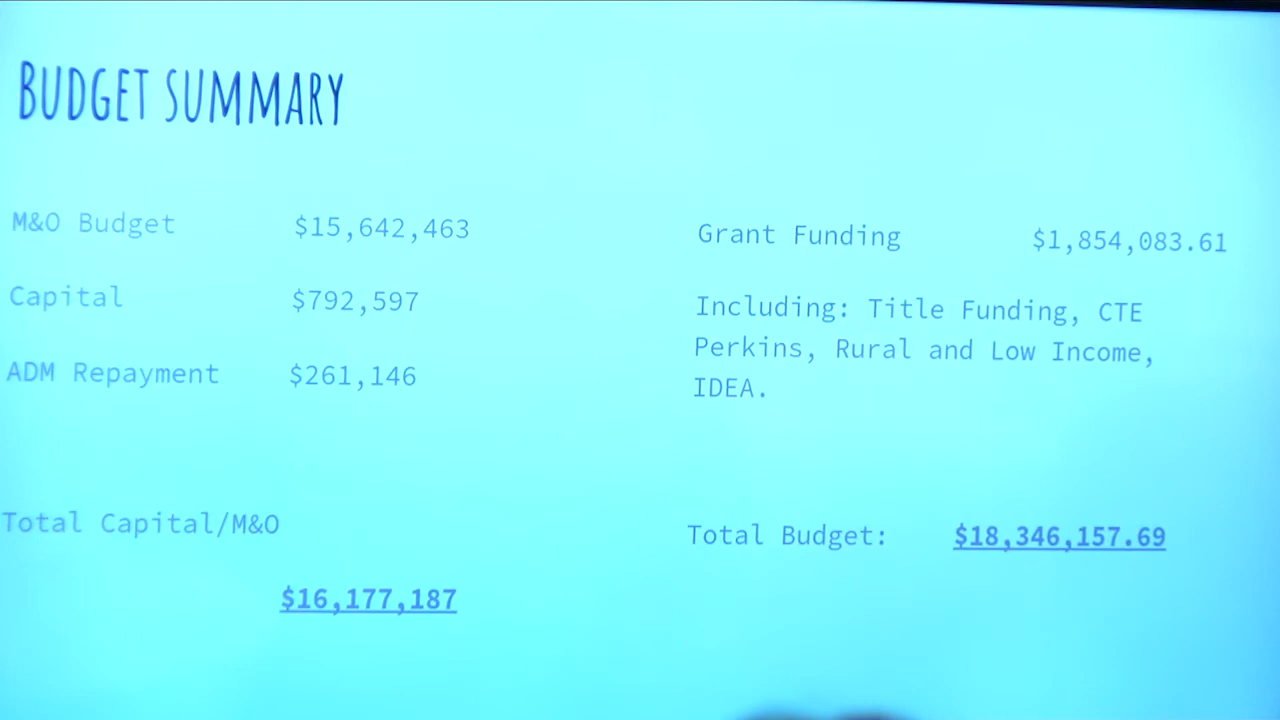 BUDGET SUMMARY
M&O Budget $15,642,463
Capital $792,597
ADM Repayment $261,146
Total Capital/M&O
$16,177,187
Grant Funding $1,854,083.61
Including: Title Funding, CTE
Perkins, Rural and Low Income,
IDEA.
Total Budget: $18,346,157.69